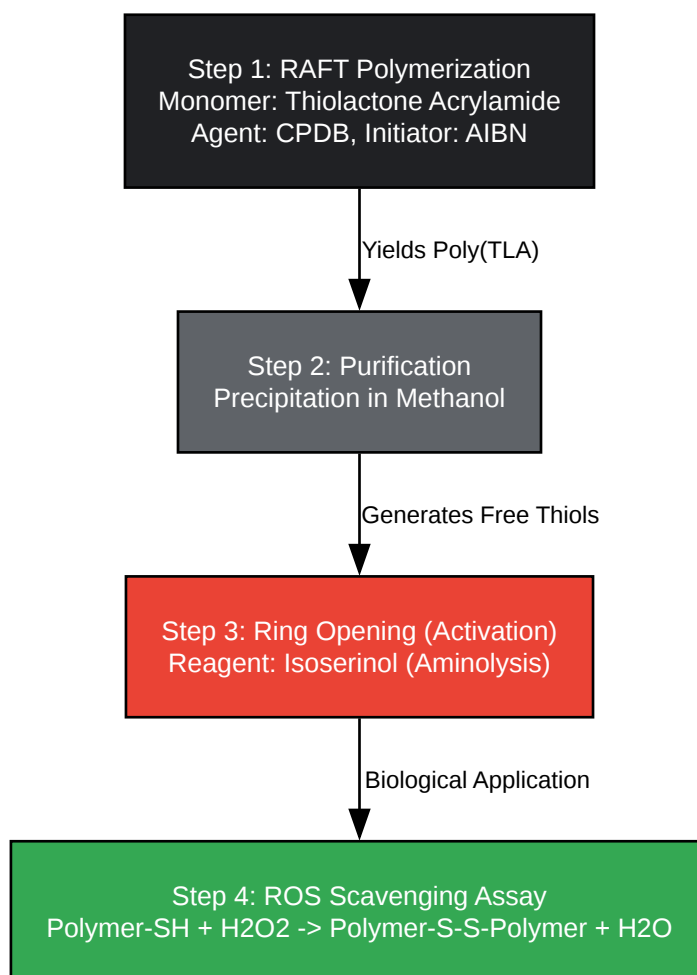 Step 1: RAFT Polymerization
Monomer: Thiolactone Acrylamide
Agent: CPDB, Initiator: AIBN
Yields Poly(TLA)
Step 2: Purification
Precipitation in Methanol
Generates Free Thiols
Step 3: Ring Opening (Activation)
Reagent: Isoserinol (Aminolysis)
Biological Application
Step 4: ROS Scavenging Assay
Polymer-SH + H2O2 -> Polymer-S-S-Polymer + H2O